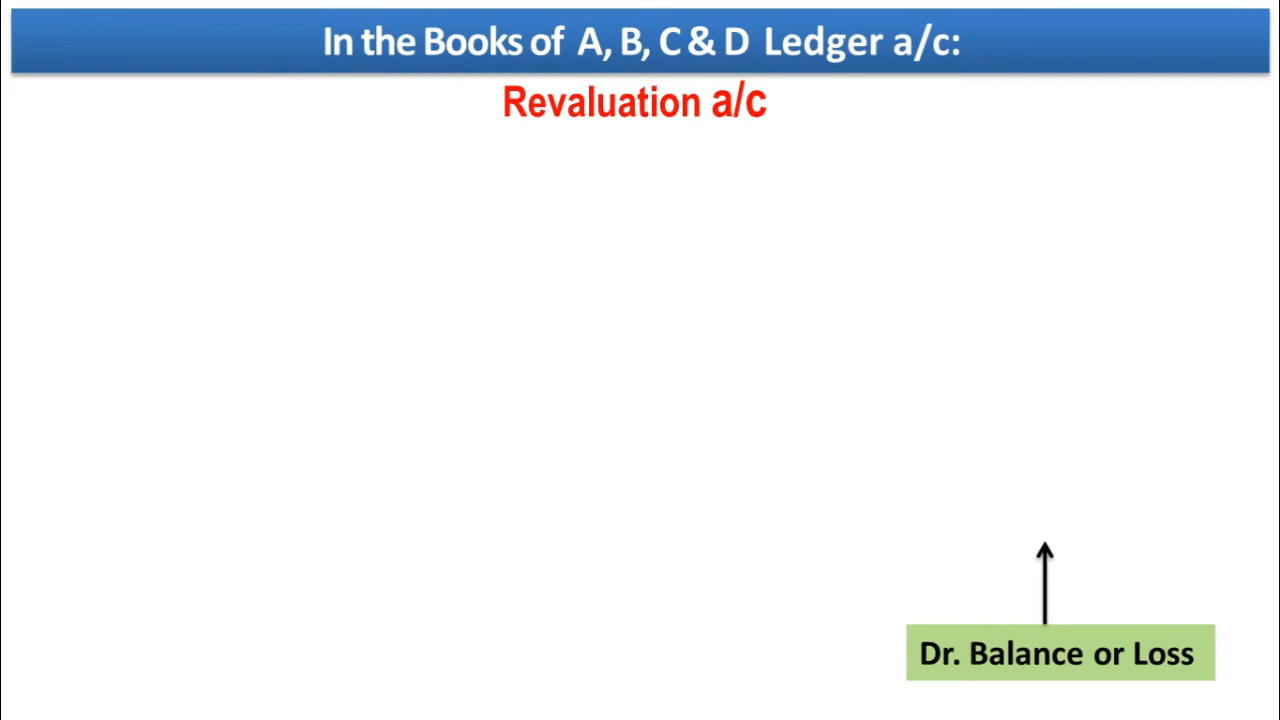 In the Books of A, B, C & D Ledger a/c:
Revaluation a/c
Dr. Balance or Loss